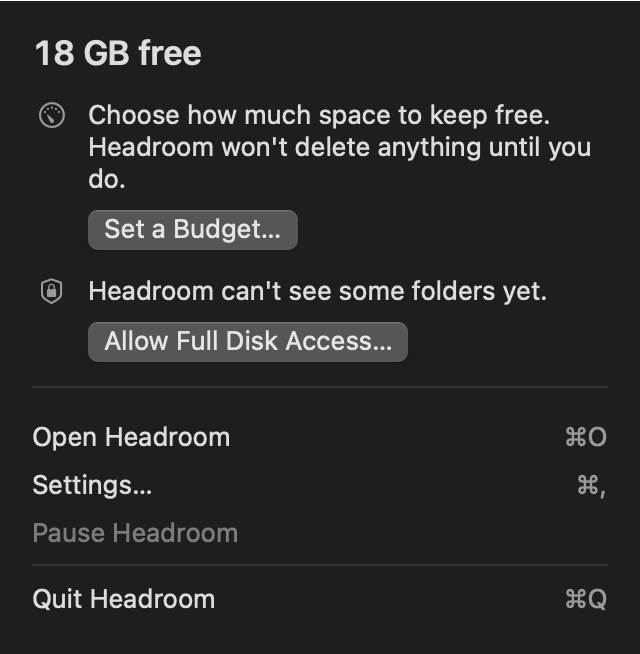 18 GB free
Choose how much space to keep free.
Headroom won't delete anything until you
do.
Set a Budget...
Headroom can't see some folders yet.
Allow Full Disk Access...
Open Headroom ⌘O
Settings... ⌘,
Pause Headroom
Quit Headroom ⌘Q